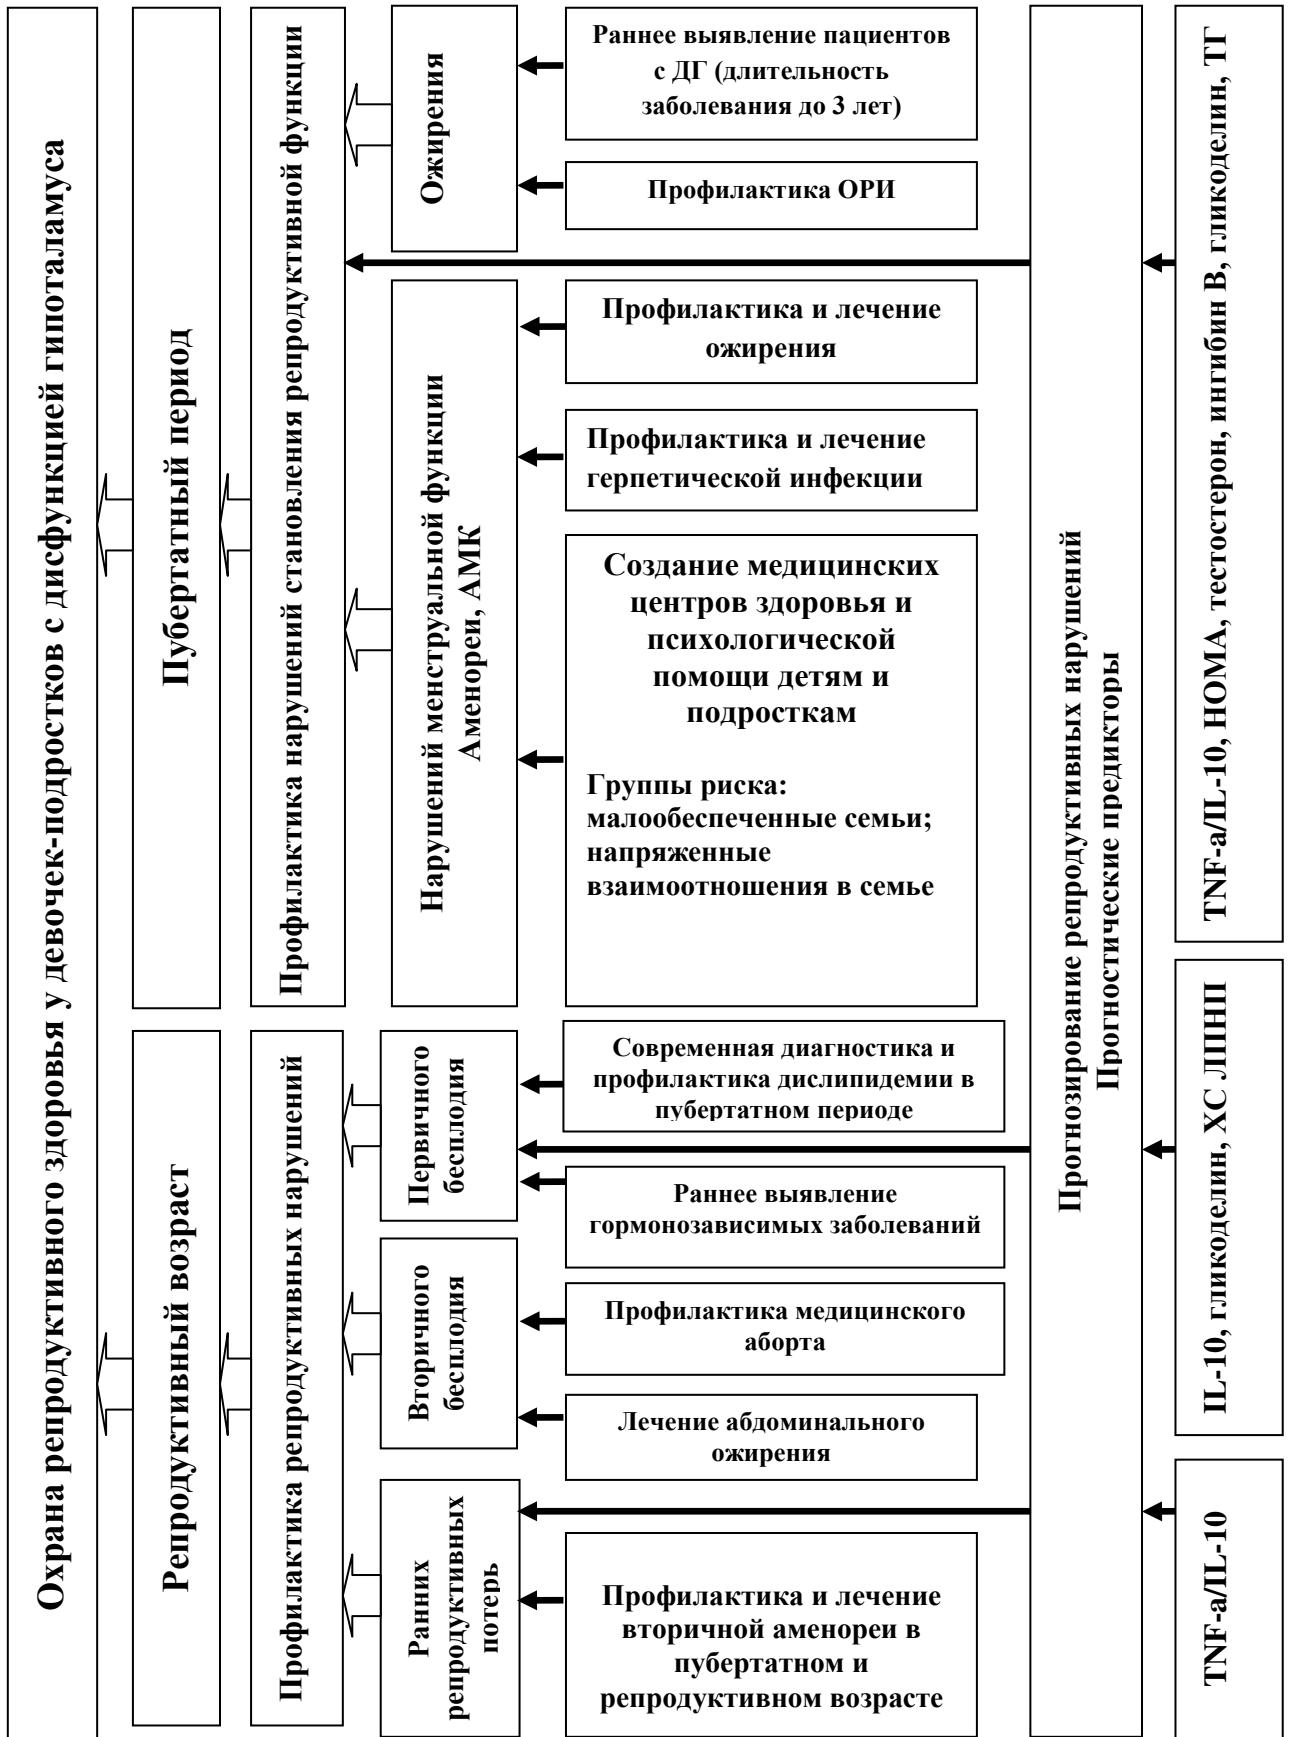 Охрана репродуктивного здоровья у девочек-подростков с дисфункцией гипоталамуса
Пубертатный период
Репродуктивный возраст
Профилактика нарушений становления репродуктивной функции
Профилактика репродуктивных нарушений
Ожирения
Нарушений менструальной функции
Аменореи, АМК
Первичного
бесплодия
Вторичного
бесплодия
Ранних
репродуктивных
потерь
Раннее выявление пациентов
с ДГ (длительность
заболевания до 3 лет)
Профилактика ОРИ
Профилактика и лечение
ожирения
Профилактика и лечение
герпетической инфекции
Создание медицинских
центров здоровья и
психологической
помощи детям и
подросткам
Группы риска:
малообеспеченные семьи;
напряженные
взаимоотношения в семье
Современная диагностика и
профилактика дислипидемии в
пубертатном периоде
Раннее выявление
гормонозависимых заболеваний
Профилактика медицинского
аборта
Лечение абдоминального
ожирения
Профилактика и лечение
вторичной аменореи в
пубертатном и
репродуктивном возрасте
Прогнозирование репродуктивных нарушений
Прогностические предикторы
TNF-a/IL-10, НОМА, тестостерон, ингибин В, гликоделин, ТГ
IL-10, гликоделин, ХС ЛПНП
TNF-a/IL-10